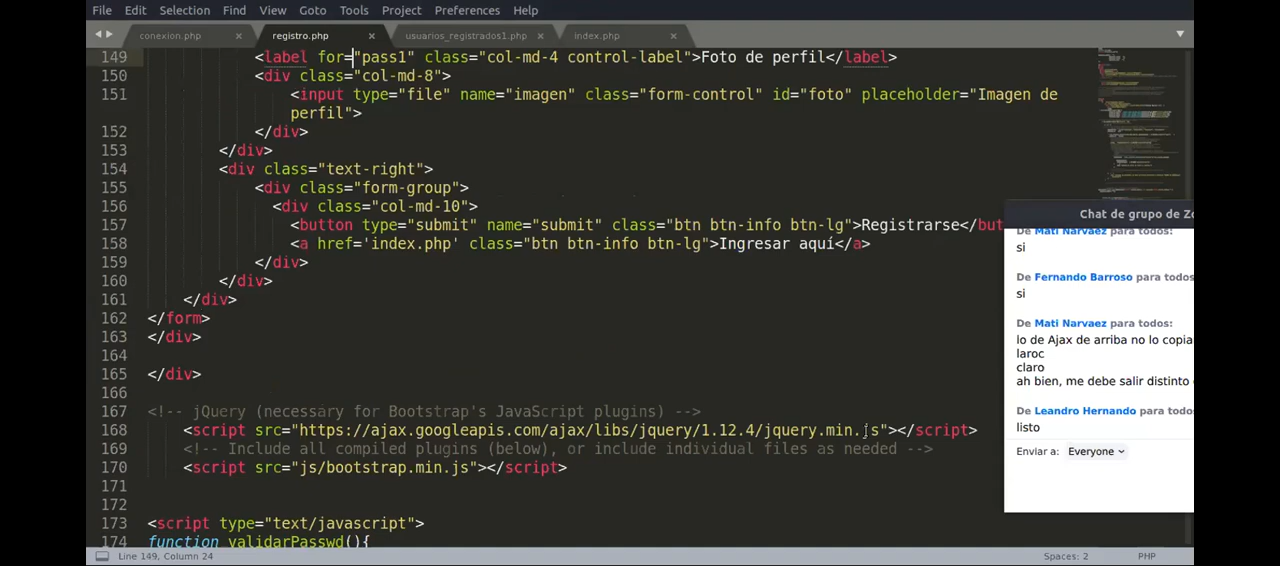 File Edit Selection Find View Goto Tools Project Preferences Help
conexion.php × registro.php × usuarios_registrados1.php × index.php ×
149 <label for="pass1" class="col-md-4 control-label">Foto de perfil</label>
150 <div class="col-md-8">
151 <input type="file" name="imagen" class="form-control" id="foto" placeholder="Imagen de
perfil">
152 </div>
153 </div>
154 <div class="text-right">
155 <div class="form-group">
156 <div class="col-md-10">
157 <button type="submit" name="submit" class="btn btn-info btn-lg">Registrarse</but
158 <a href='index.php' class="btn btn-info btn-lg">Ingresar aquí</a>
159 </div>
160 </div>
161 </div>
162 </form>
163 </div>
164
165 </div>
166
167 <!-- jQuery (necessary for Bootstrap's JavaScript plugins) -->
168 <script src="https://ajax.googleapis.com/ajax/libs/jquery/1.12.4/jquery.min.js"></script>
169 <!-- Include all compiled plugins (below), or include individual files as needed -->
170 <script src="js/bootstrap.min.js"></script>
171
172
173 <script type="text/javascript">
174 function validarPasswd(){
Chat de grupo de Zo
De Mati Narvaez para todos:
si
De Fernando Barroso para todos:
si
De Mati Narvaez para todos:
lo de Ajax de arriba no lo copia
laroc
claro
ah bien, me debe salir distinto
De Leandro Hernando para todos:
listo
Enviar a: Everyone
Line 149, Column 24 Spaces: 2 PHP